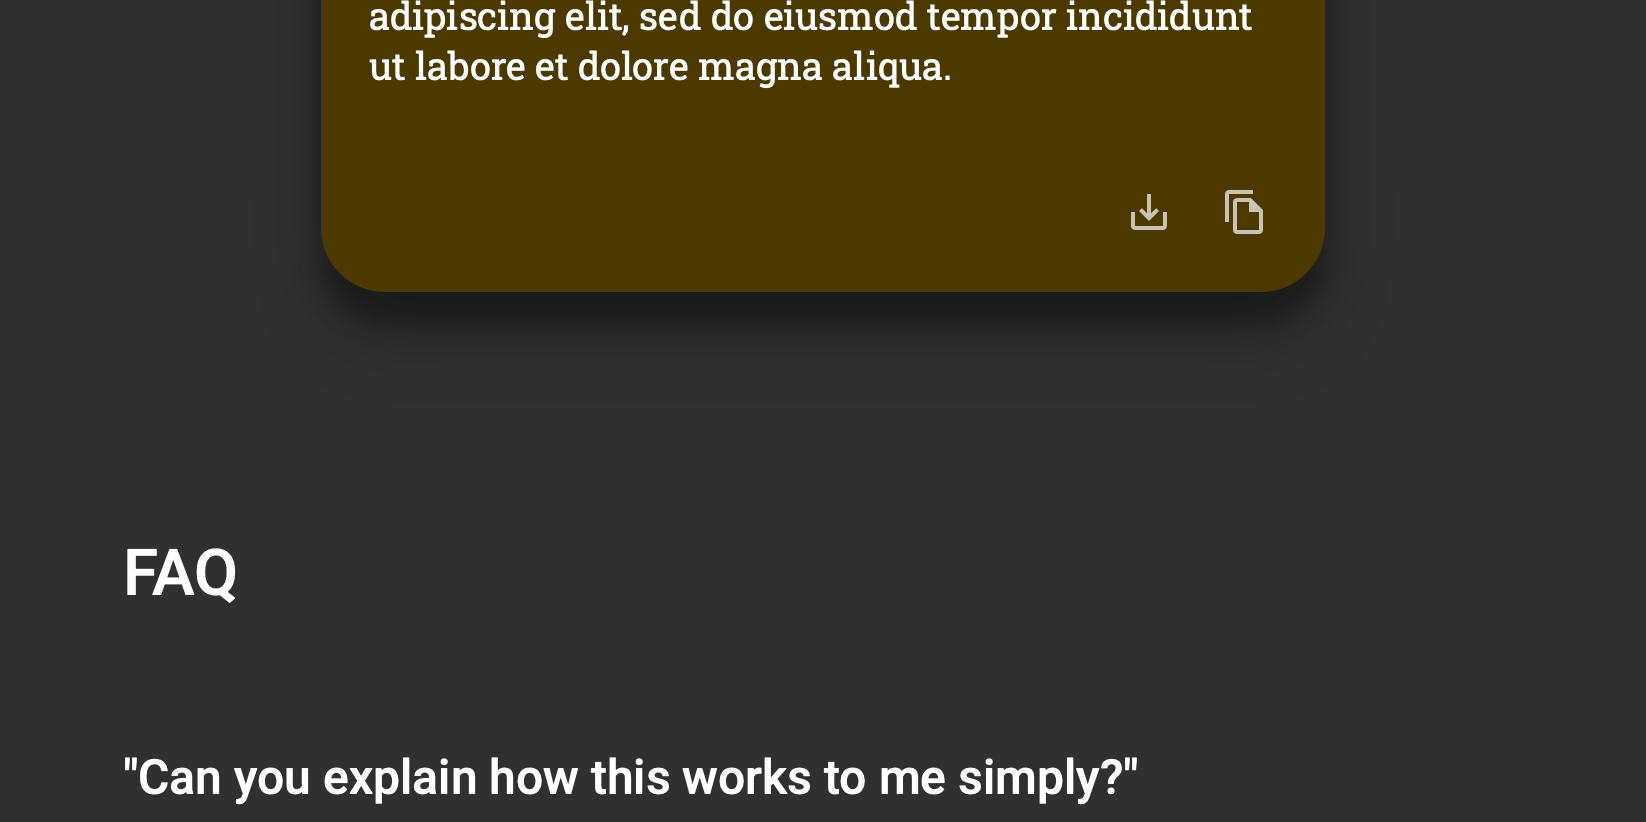 adipiscing elit, sed do eiusmod tempor incididunt
ut labore et dolore magna aliqua.
FAQ
"Can you explain how this works to me simply?"